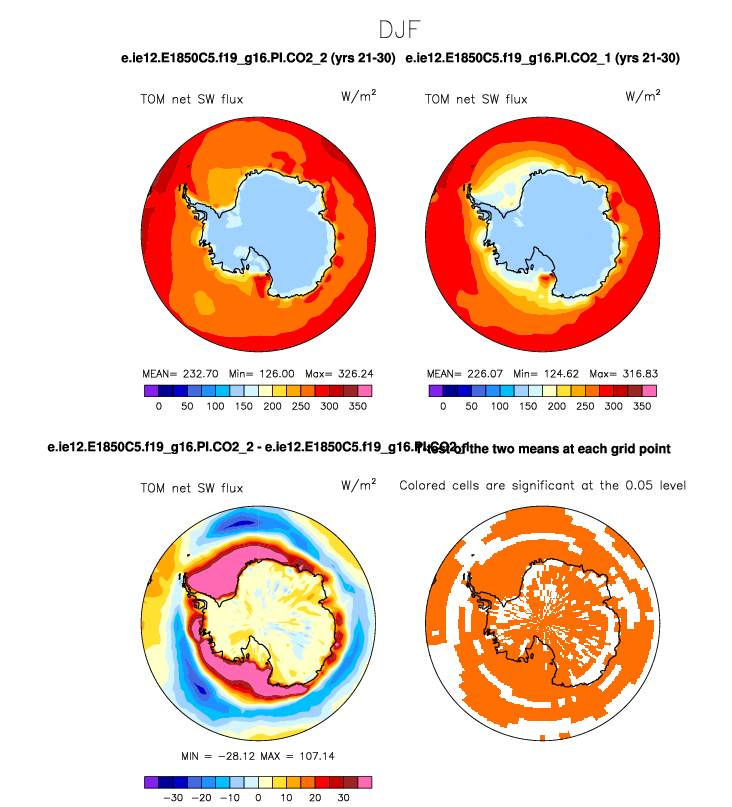 DJF
e.ie12.E1850C5.f19_g16.PI.CO2_2 (yrs 21-30) e.ie12.E1850C5.f19_g16.PI.CO2_1 (yrs 21-30)
TOM net SW flux W/m² TOM net SW flux W/m²
MEAN= 232.70 Min= 126.00 Max= 326.24 MEAN= 226.07 Min= 124.62 Max= 316.83
0 50 100 150 200 250 300 350 0 50 100 150 200 250 300 350
e.ie12.E1850C5.f19_g16.PI.CO2_2 - e.ie12.E1850C5.f19_g16.PI.CO2_1 T-test of the two means at each grid point
TOM net SW flux W/m² Colored cells are significant at the 0.05 level
MIN = −28.12 MAX = 107.14
−30 −20 −10 0 10 20 30